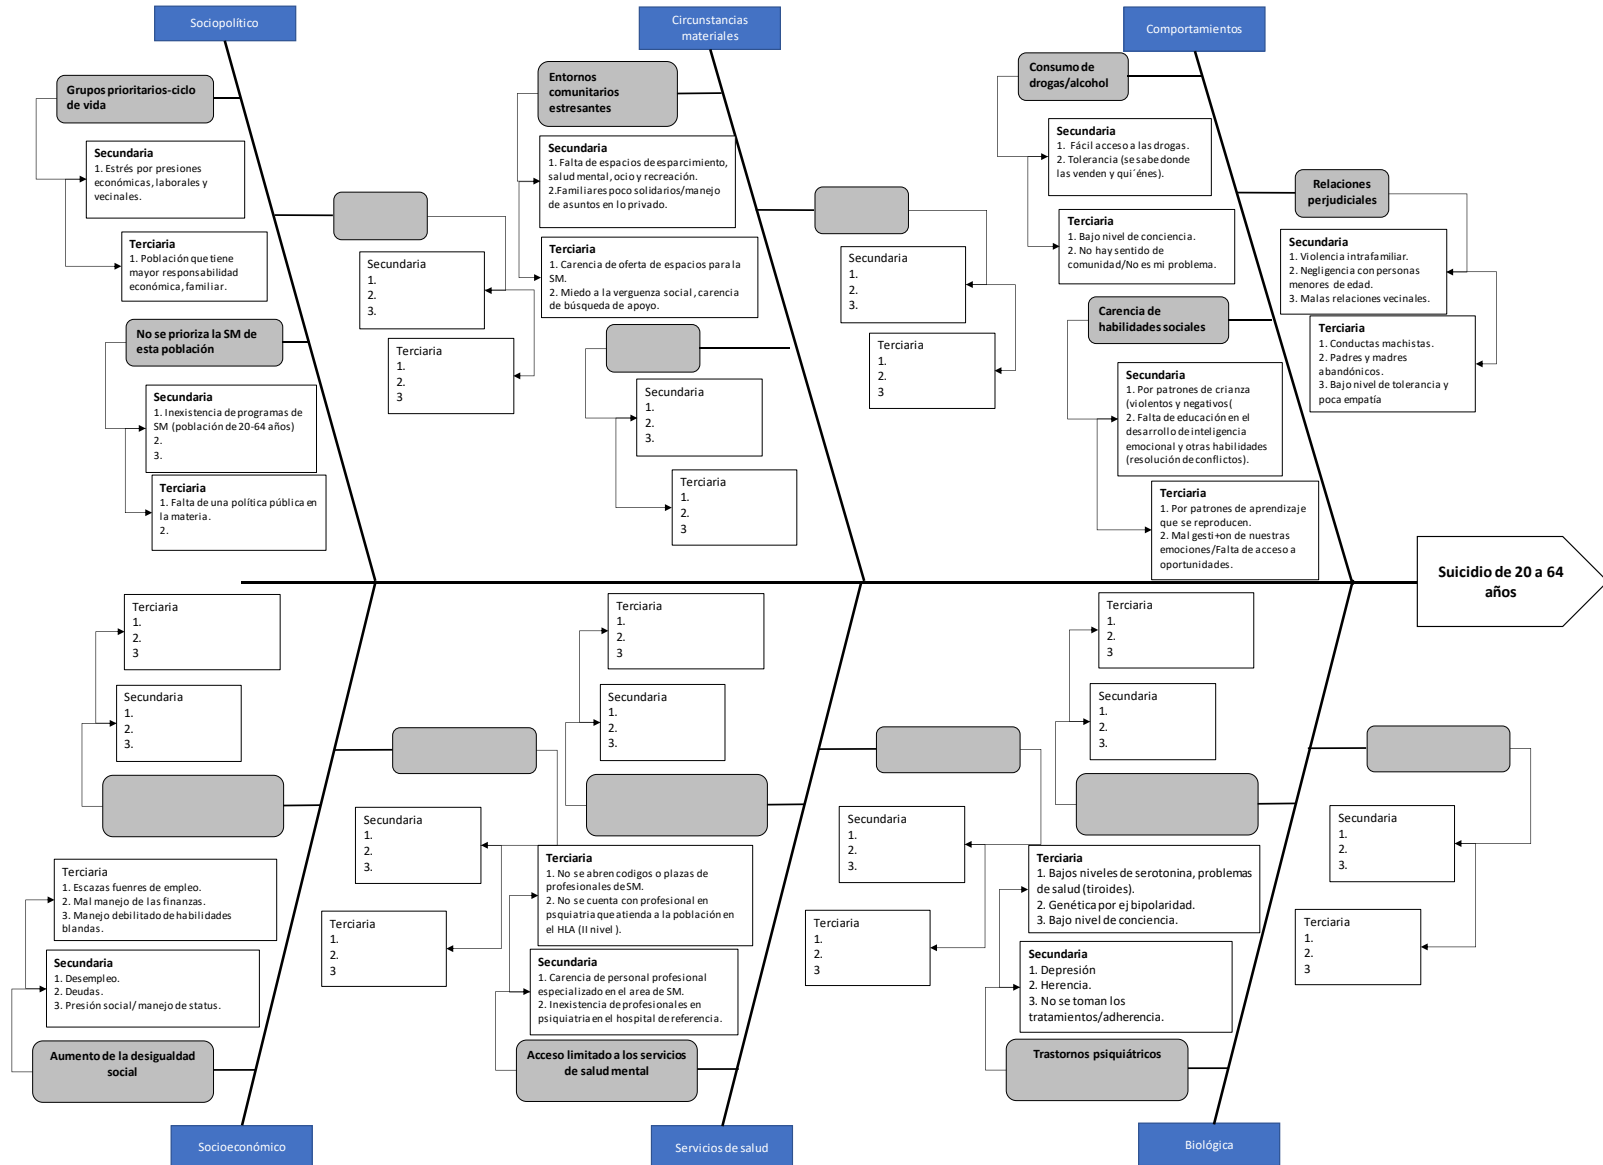 Sociopolítico
Grupos prioritarios-ciclo
de vida
Secundaria
1. Estrés por presiones
económicas, laborales y
vecinales.
Terciaria
1. Población que tiene
mayor responsabilidad
económica, familiar.
Secundaria
1.
2.
3.
Terciaria
1.
2.
3
No se prioriza la SM de
esta población
Secundaria
1. Inexistencia de programas de
SM (población de 20-64 años)
2.
3.
Terciaria
1. Falta de una política pública en
la materia.
2.
Circunstancias
materiales
Entornos
comunitarios
estresantes
Secundaria
1. Falta de espacios de esparcimiento,
salud mental, ocio y recreación.
2.Familiares poco solidarios/manejo
de asuntos en lo privado.
Terciaria
1. Carencia de oferta de espacios para la
SM.
2. Miedo a la verguenza social, carencia
de búsqueda de apoyo.
Secundaria
1.
2.
3.
Terciaria
1.
2.
3
Secundaria
1.
2.
3.
Terciaria
1.
2.
3
Comportamientos
Consumo de
drogas/alcohol
Secundaria
1. Fácil acceso a las drogas.
2. Tolerancia (se sabe donde
las venden y qui´énes).
Terciaria
1. Bajo nivel de conciencia.
2. No hay sentido de
comunidad/No es mi problema.
Relaciones
perjudiciales
Secundaria
1. Violencia intrafamiliar.
2. Negligencia con personas
menores de edad.
3. Malas relaciones vecinales.
Terciaria
1. Conductas machistas.
2. Padres y madres
abandónicos.
3. Bajo nivel de tolerancia y
poca empatía
Carencia de
habilidades sociales
Secundaria
1. Por patrones de crianza
(violentos y negativos(
2. Falta de educación en el
desarrollo de inteligencia
emocional y otras habilidades
(resolución de conflictos).
Terciaria
1. Por patrones de aprendizaje
que se reproducen.
2. Mal gesti+on de nuestras
emociones/Falta de acceso a
oportunidades.
Suicidio de 20 a 64
años
Terciaria
1.
2.
3
Secundaria
1.
2.
3.
Secundaria
1.
2.
3.
Terciaria
1.
2.
3
Terciaria
1. Escazas fuenres de empleo.
2. Mal manejo de las finanzas.
3. Manejo debilitado de habilidades
blandas.
Secundaria
1. Desempleo.
2. Deudas.
3. Presión social/ manejo de status.
Aumento de la desigualdad
social
Socioeconómico
Terciaria
1.
2.
3
Secundaria
1.
2.
3.
Secundaria
1.
2.
3.
Terciaria
1.
2.
3
Terciaria
1. No se abren codigos o plazas de
profesionales de SM.
2. No se cuenta con profesional en
psquiatria que atienda a la población en
el HLA (II nivel ).
Secundaria
1. Carencia de personal profesional
especializado en el area de SM.
2. Inexistencia de profesionales en
psiquiatria en el hospital de referencia.
Acceso limitado a los servicios
de salud mental
Servicios de salud
Terciaria
1.
2.
3
Secundaria
1.
2.
3.
Secundaria
1.
2.
3.
Terciaria
1.
2.
3
Terciaria
1. Bajos niveles de serotonina, problemas
de salud (tiroides).
2. Genética por ej bipolaridad.
3. Bajo nivel de conciencia.
Secundaria
1. Depresión
2. Herencia.
3. No se toman los
tratamientos/adherencia.
Trastornos psiquiátricos
Biológica